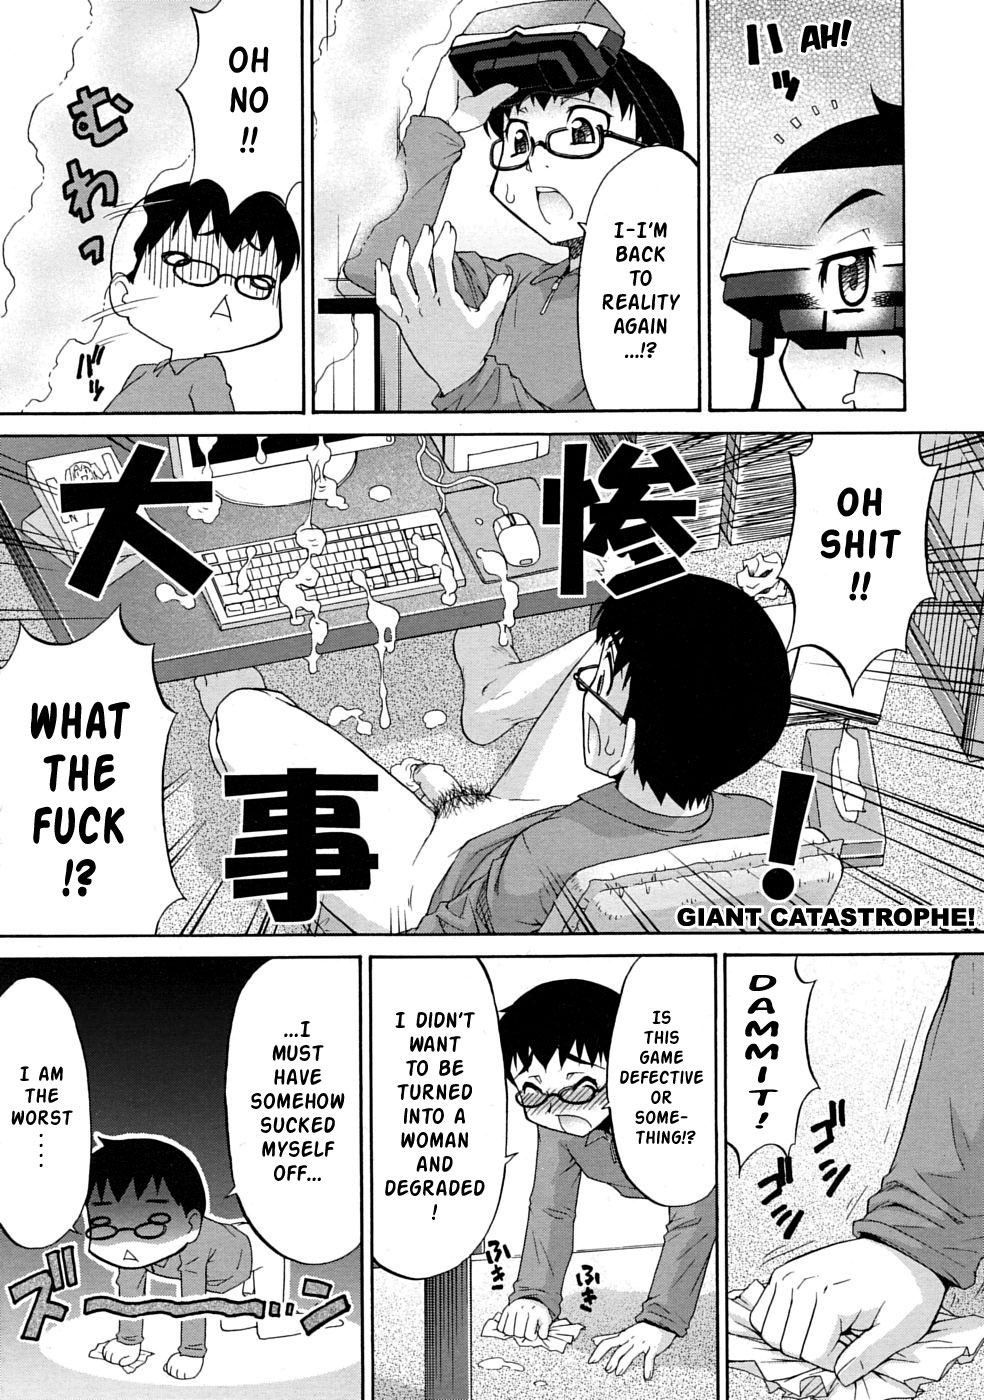 AH!
ハッ
I-I'M
BACK
TO
REALITY
AGAIN
...!?
OH
NO
!!
むわっ
バッ
OH
SHIT
!!
大惨事!
GIANT CATASTROPHE!
WHAT
THE
FUCK
!?
DAMMIT!
ゴシ
ゴシ
IS
THIS
GAME
DEFECTIVE
OR
SOME-
THING!?
I DIDN'T
WANT
TO BE
TURNED
INTO A
WOMAN
AND
DEGRADED
!
ふき
ふき
...I
MUST
HAVE
SOMEHOW
SUCKED
MYSELF
OFF...
I AM
THE
WORST
....
ズーン